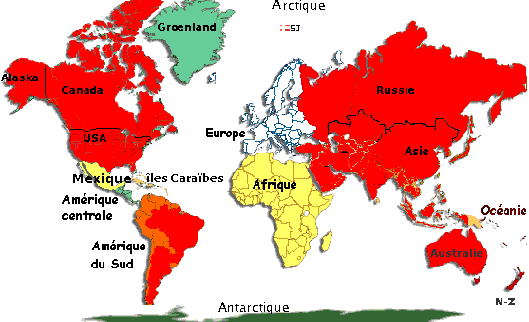 Arctique
Groenland
SJ
Alaska
Canada
Russie
USA
Europe
Asie
Mexique
îles Caraïbes
Afrique
Amérique
centrale
Océanie
Amérique
du Sud
Australie
N-Z
Antarctique